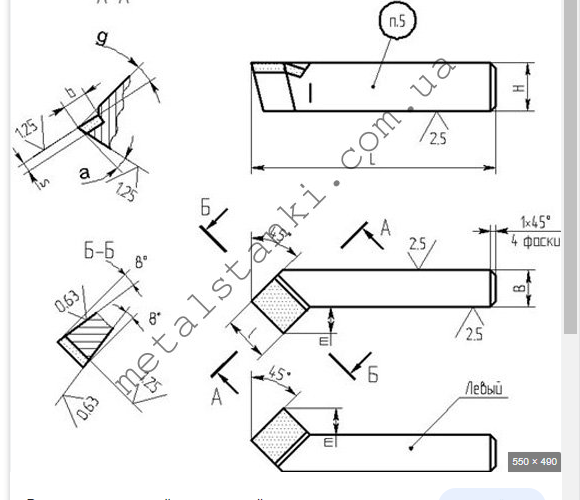 п.5
g
b
1,25
a
1,25
s
H
2.5
L
Б
45°
А
2.5
1×45°
4 фаски
Б-Б
8°
0,63
8°
В
l
m
2.5
0,63
1,25
А
45°
Б
m
Левый
metalstanki.com.ua
550 × 490